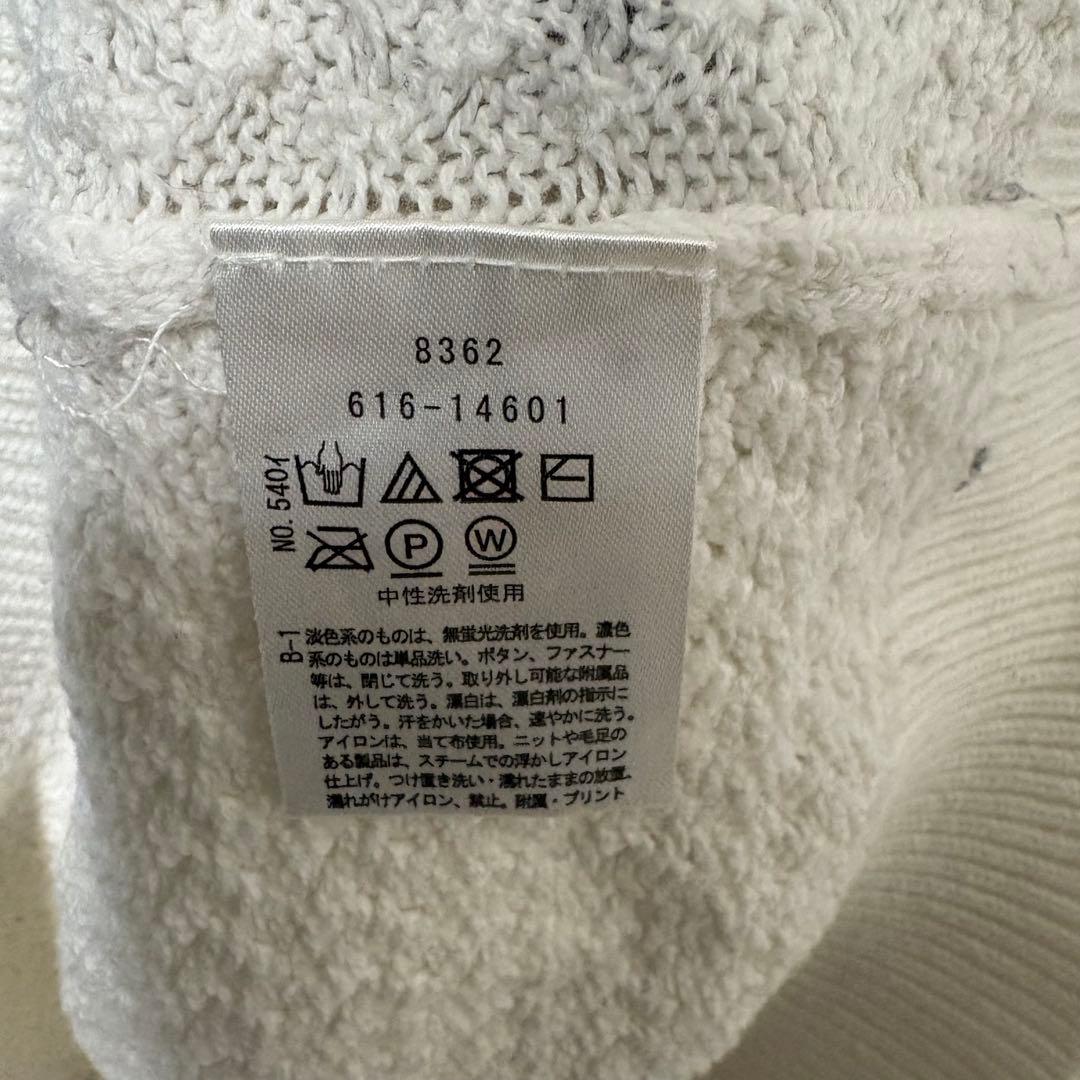 8362
616-14601
NO. 5401
P
W
中性洗剤使用
B-1
淡色系のものは、無蛍光洗剤を使用。濃色
系のものは単品洗い。ボタン、ファスナー
等は、閉じて洗う。取り外し可能な附属品
は、外して洗う。漂白は、漂白剤の指示に
したがう。汗をかいた場合、速やかに洗う。
アイロンは、当て布使用。ニットや毛足の
ある製品は、スチームでの浮かしアイロン
仕上げ。つけ置き洗い・濡れたままの放置、
濡れがけアイロン、禁止。附属・プリント